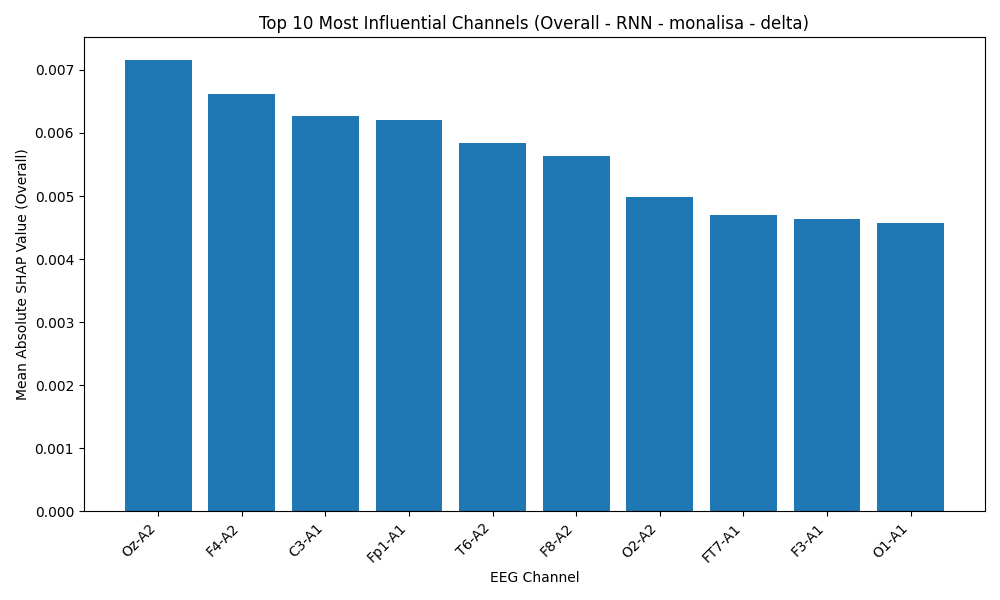 Top 10 Most Influential Channels (Overall - RNN - monalisa - delta)
Mean Absolute SHAP Value (Overall)
0.007
0.006
0.005
0.004
0.003
0.002
0.001
0.000
Oz-A2
F4-A2
C3-A1
Fp1-A1
T6-A2
F8-A2
O2-A2
FT7-A1
F3-A1
O1-A1
EEG Channel